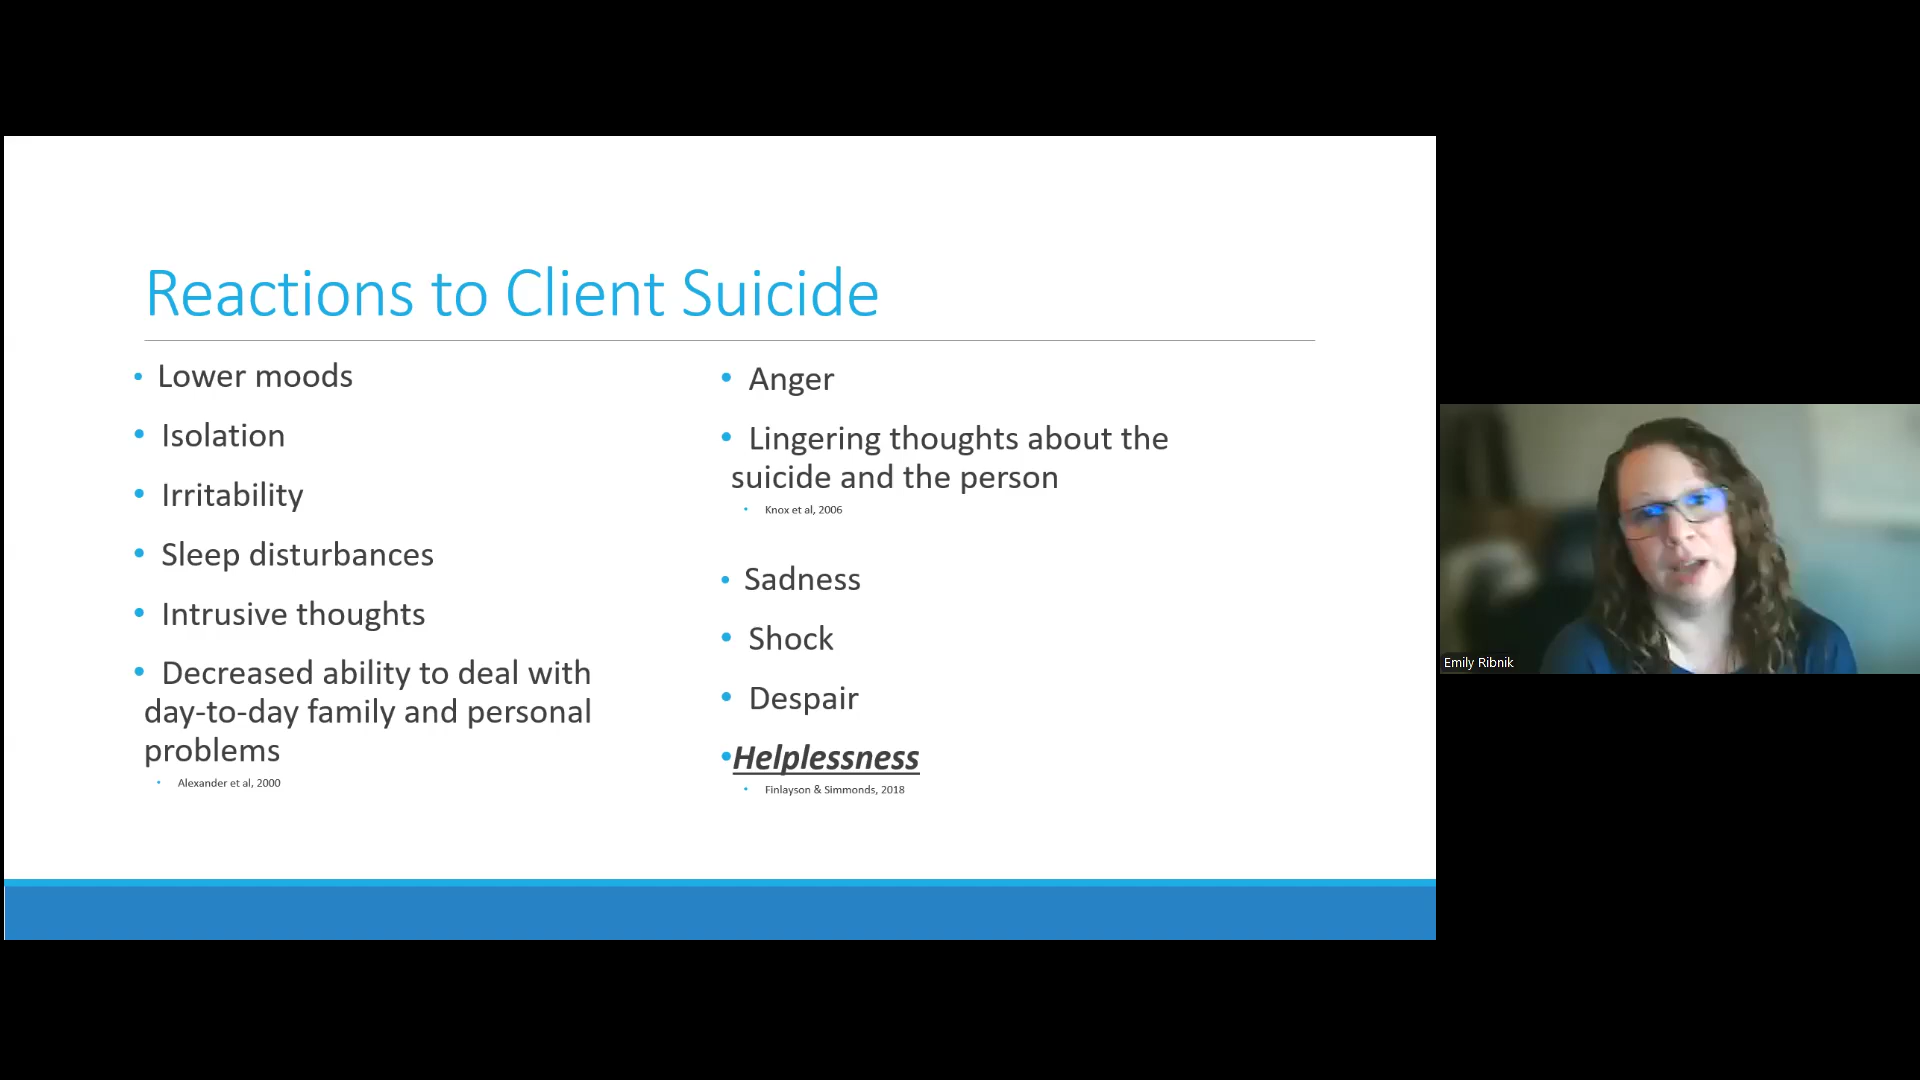 Reactions to Client Suicide
• Lower moods
• Isolation
• Irritability
• Sleep disturbances
• Intrusive thoughts
• Decreased ability to deal with
day-to-day family and personal
problems
• Alexander et al, 2000
• Anger
• Lingering thoughts about the
suicide and the person
• Knox et al, 2006
• Sadness
• Shock
• Despair
•Helplessness
• Finlayson & Simmonds, 2018
Emily Ribnik